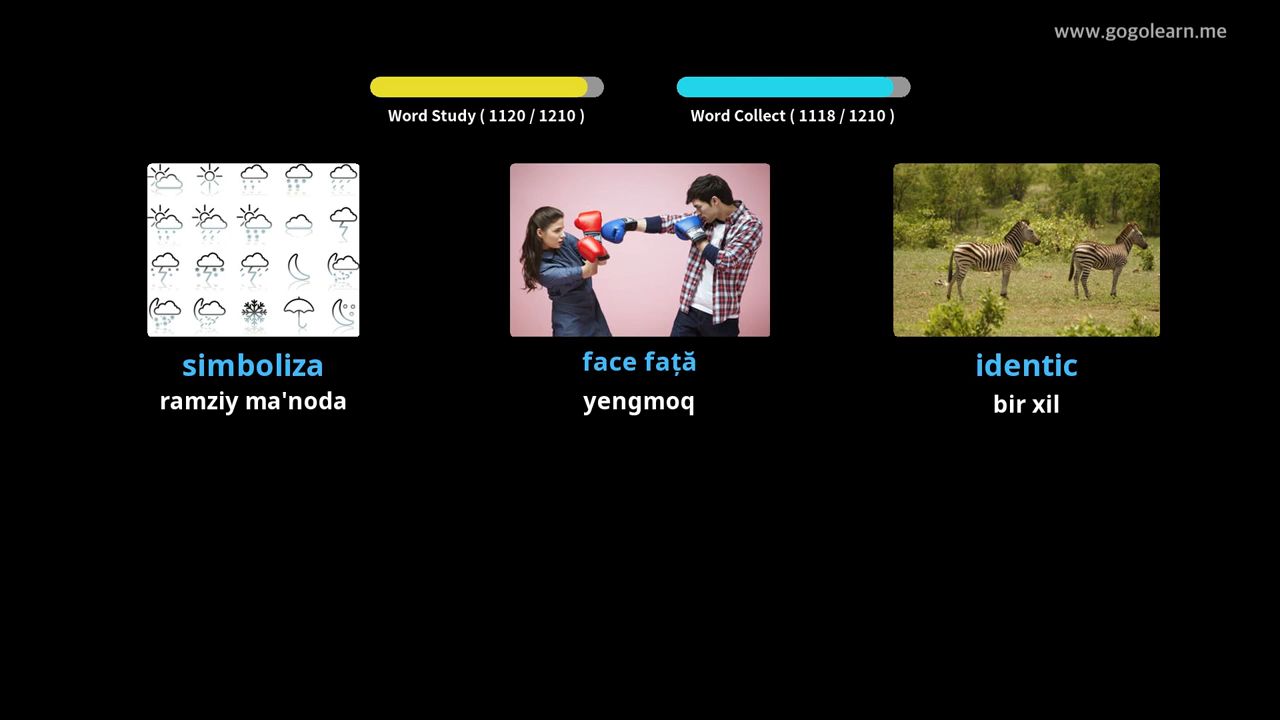 www.gogolearn.me
Word Study ( 1120 / 1210 )
Word Collect ( 1118 / 1210 )
simboliza
ramziy ma'noda
face față
yengmoq
identic
bir xil